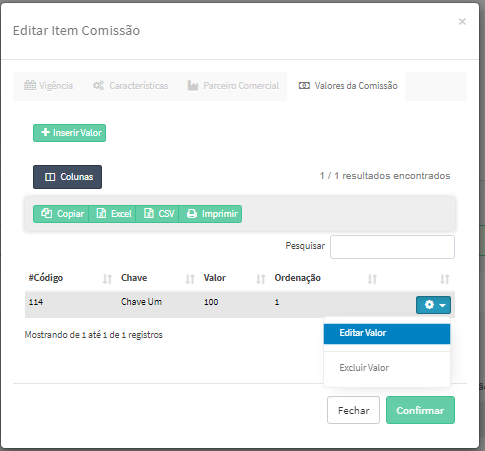 Editar Item Comissão
×
Vigência Características Parceiro Comercial Valores da Comissão
Inserir Valor
Colunas 1 / 1 resultados encontrados
Copiar Excel CSV Imprimir
Pesquisar
#Código Chave Valor Ordenação
114 Chave Um 100 1
Editar Valor
Mostrando de 1 até 1 de 1 registros
Excluir Valor
Fechar Confirmar